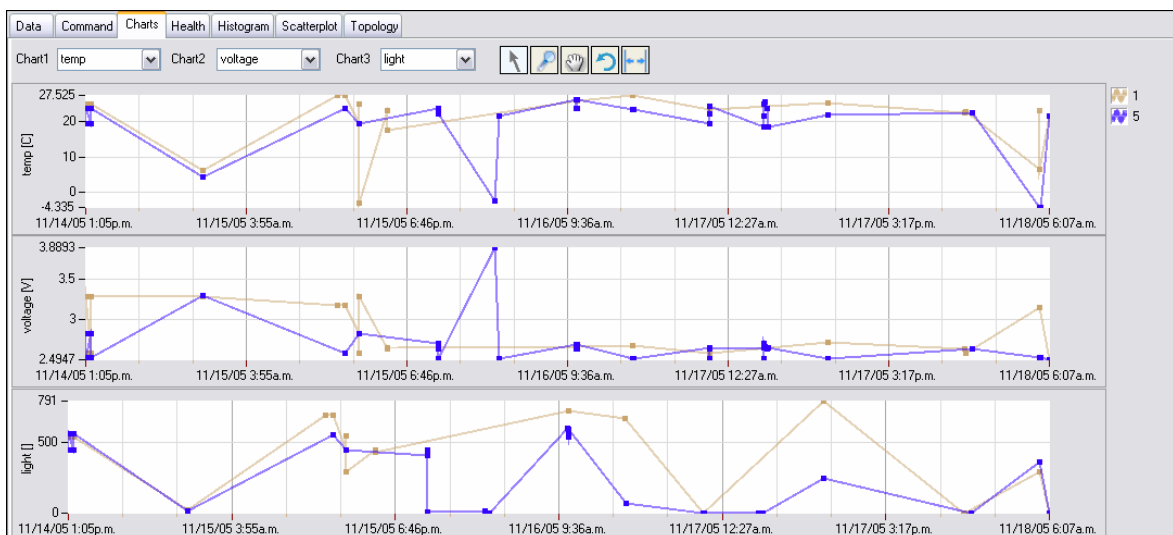 Data Command Charts Health Histogram Scatterplot Topology
Chart1 temp Chart2 voltage Chart3 light
27.525
20
10
0
-4.335
temp [C]
11/14/05 1:05p.m. 11/15/05 3:55a.m. 11/15/05 6:46p.m. 11/16/05 9:36a.m. 11/17/05 12:27a.m. 11/17/05 3:17p.m. 11/18/05 6:07a.m.
1
5
3.8893
3.5
3
2.4947
voltage [V]
11/14/05 1:05p.m. 11/15/05 3:55a.m. 11/15/05 6:46p.m. 11/16/05 9:36a.m. 11/17/05 12:27a.m. 11/17/05 3:17p.m. 11/18/05 6:07a.m.
791
500
0
light []
11/14/05 1:05p.m. 11/15/05 3:55a.m. 11/15/05 6:46p.m. 11/16/05 9:36a.m. 11/17/05 12:27a.m. 11/17/05 3:17p.m. 11/18/05 6:07a.m.